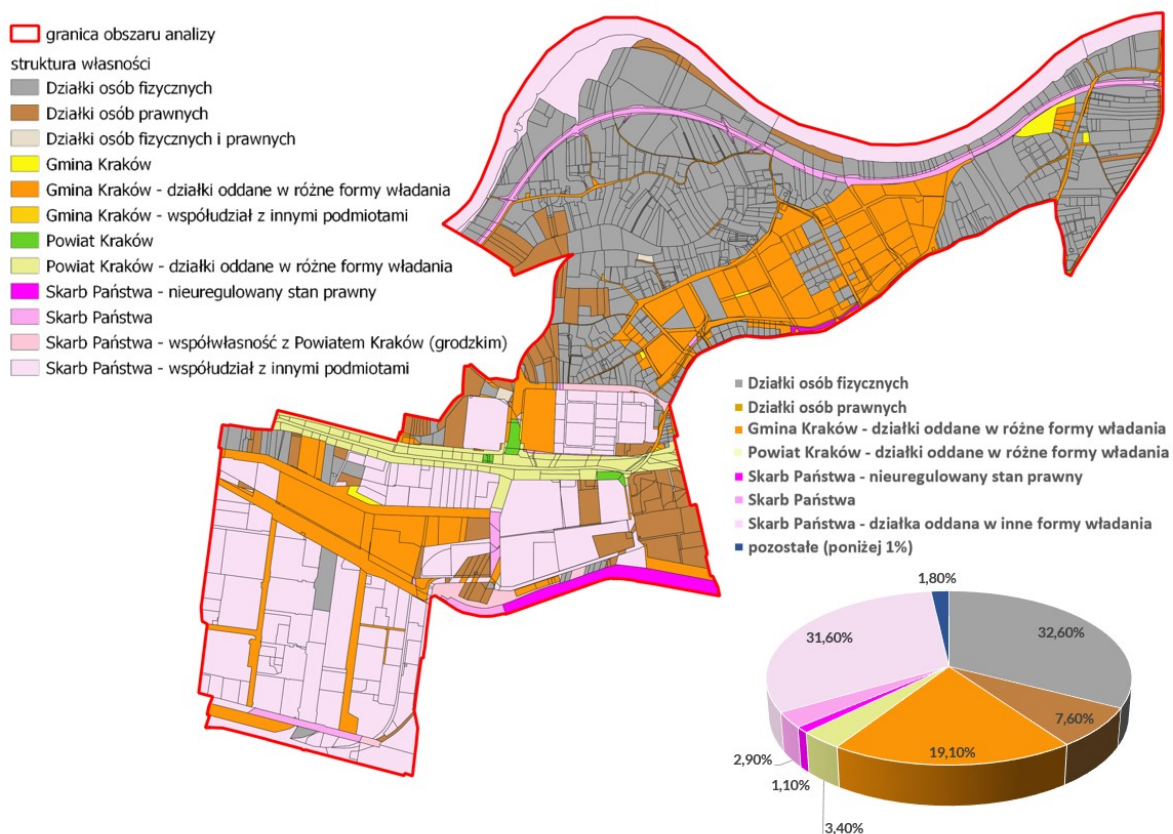 granica obszaru analizy
struktura własności
Działki osób fizycznych
Działki osób prawnych
Działki osób fizycznych i prawnych
Gmina Kraków
Gmina Kraków - działki oddane w różne formy władania
Gmina Kraków - współudział z innymi podmiotami
Powiat Kraków
Powiat Kraków - działki oddane w różne formy władania
Skarb Państwa - nieuregulowany stan prawny
Skarb Państwa
Skarb Państwa - współwłasność z Powiatem Kraków (grodzkim)
Skarb Państwa - współudział z innymi podmiotami
Działki osób fizycznych
Działki osób prawnych
Gmina Kraków - działki oddane w różne formy władania
Powiat Kraków - działki oddane w różne formy władania
Skarb Państwa - nieuregulowany stan prawny
Skarb Państwa
Skarb Państwa - działka oddana w inne formy władania
pozostałe (poniżej 1%)
1,80%
31,60%
32,60%
7,60%
19,10%
2,90%
1,10%
3,40%